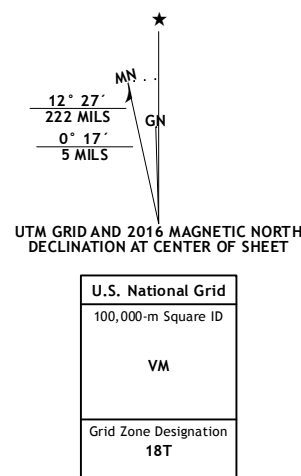 ★
MN
GN
12° 27´
222 MILS
0° 17´
5 MILS
UTM GRID AND 2016 MAGNETIC NORTH
DECLINATION AT CENTER OF SHEET
U.S. National Grid
100,000-m Square ID
VM
Grid Zone Designation
18T